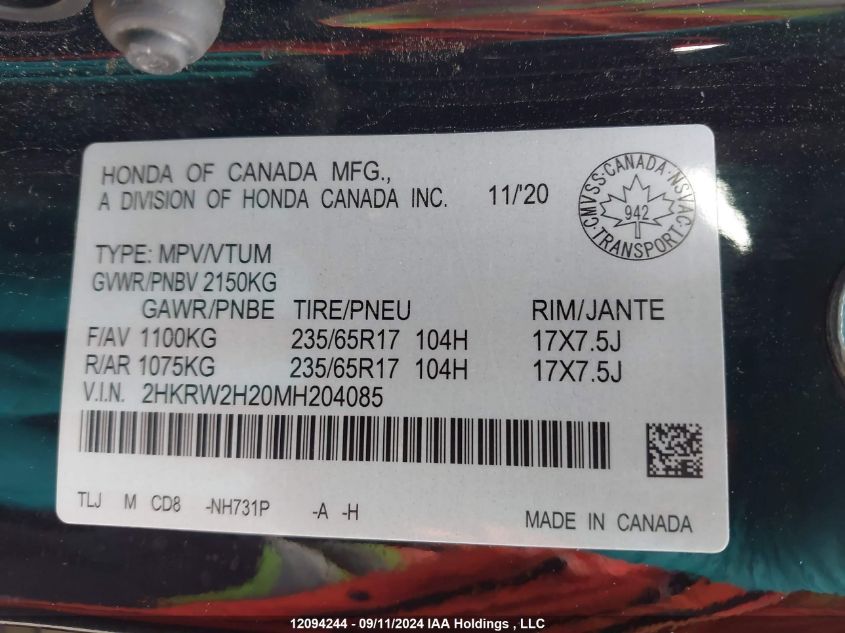 HONDA OF CANADA MFG.,
A DIVISION OF HONDA CANADA INC. 11/'20
CMVSS·CANADA·NSVAC
942
·TRANSPORT·
TYPE: MPV/VTUM
GVWR/PNBV 2150KG
GAWR/PNBE TIRE/PNEU RIM/JANTE
F/AV 1100KG 235/65R17 104H 17X7.5J
R/AR 1075KG 235/65R17 104H 17X7.5J
V.I.N. 2HKRW2H20MH204085
TLJ M CD8 -NH731P -A -H
MADE IN CANADA
12094244 - 09/11/2024 IAA Holdings , LLC